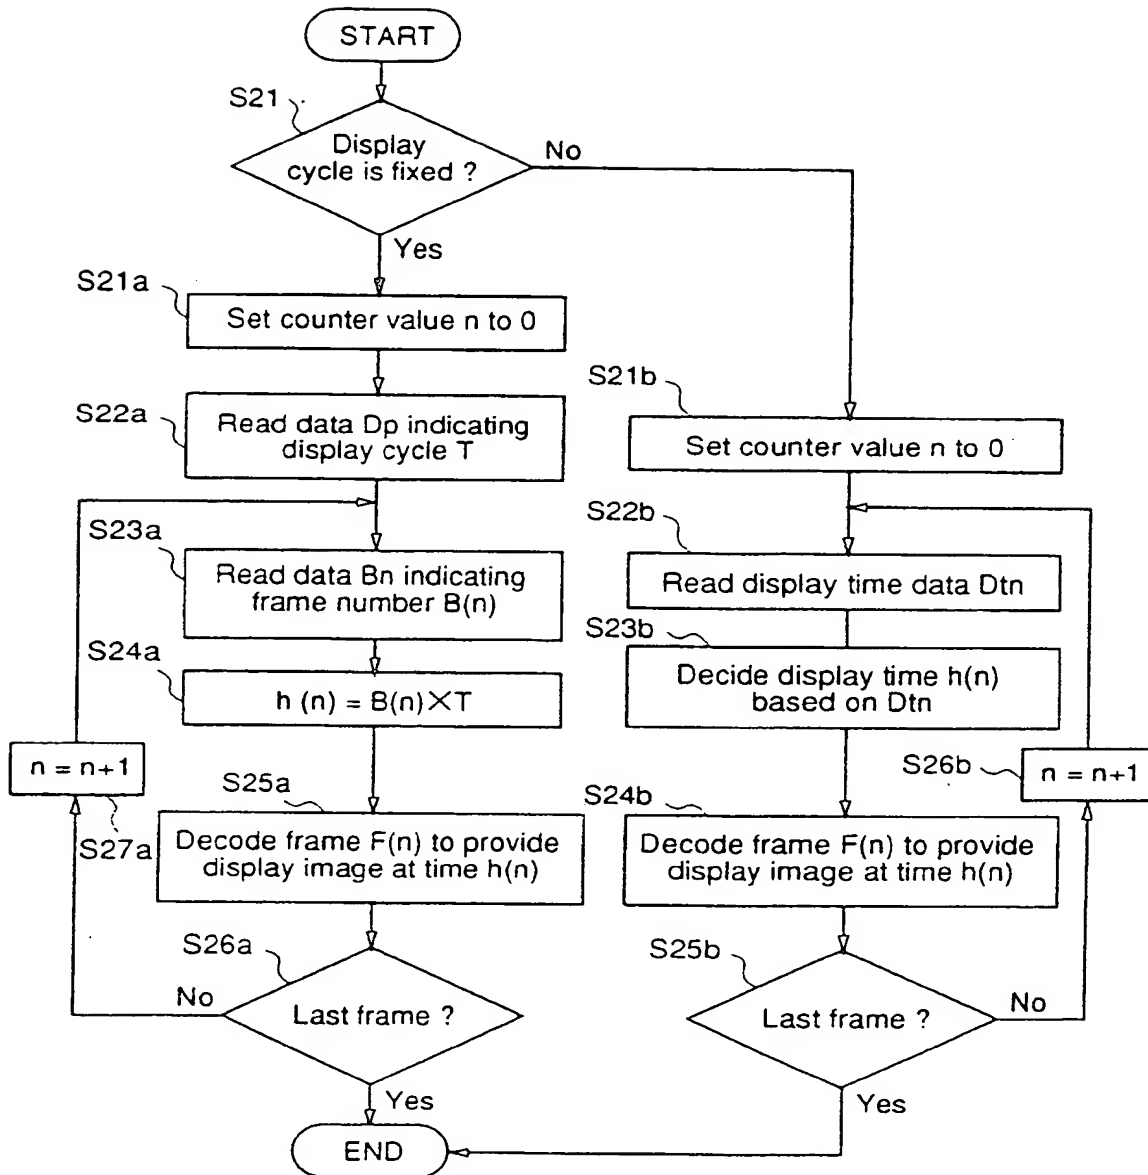 START
S21
Display
cycle is fixed ?
No
Yes
S21a
Set counter value n to 0
S22a
Read data Dp indicating
display cycle T
S23a
Read data Bn indicating
frame number B(n)
S24a
h (n) = B(n)×T
n = n+1
S27a
S25a
Decode frame F(n) to provide
display image at time h(n)
S26a
No
Last frame ?
Yes
END
S21b
Set counter value n to 0
S22b
Read display time data Dtn
S23b
Decide display time h(n)
based on Dtn
S26b
n = n+1
S24b
Decode frame F(n) to provide
display image at time h(n)
S25b
Last frame ?
No
Yes